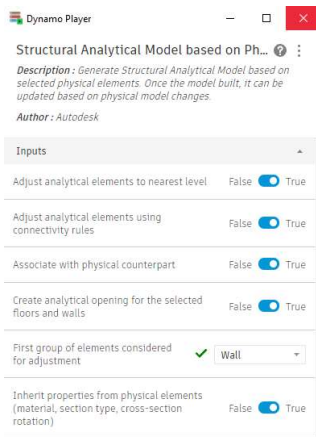 Dynamo Player
Structural Analytical Model based on Ph...
Description : Generate Structural Analytical Model based on
selected physical elements. Once the model built, it can be
updated based on physical model changes.
Author : Autodesk
Inputs
Adjust analytical elements to nearest level False True
Adjust analytical elements using
connectivity rules False True
Associate with physical counterpart False True
Create analytical opening for the selected
floors and walls False True
First group of elements considered
for adjustment Wall
Inherit properties from physical elements
(material, section type, cross-section
rotation) False True